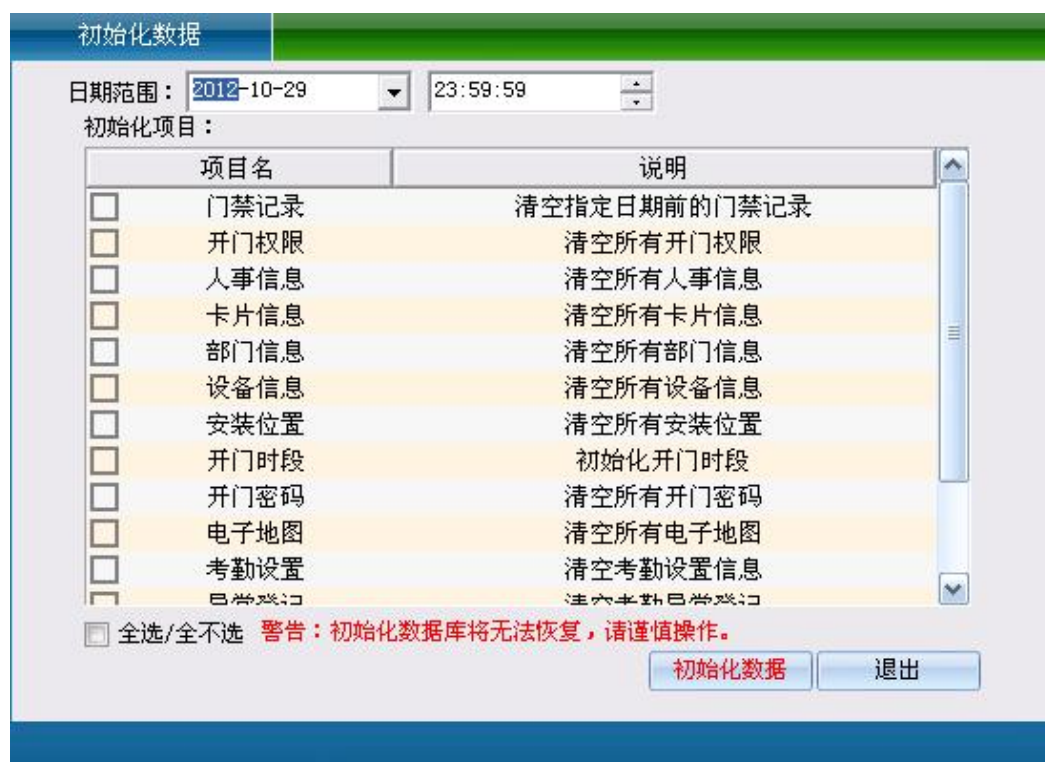 初始化数据
日期范围： 2012-10-29 23:59:59
初始化项目：
项目名 说明
门禁记录 清空指定日期前的门禁记录
开门权限 清空所有开门权限
人事信息 清空所有人事信息
卡片信息 清空所有卡片信息
部门信息 清空所有部门信息
设备信息 清空所有设备信息
安装位置 清空所有安装位置
开门时段 初始化开门时段
开门密码 清空所有开门密码
电子地图 清空所有电子地图
考勤设置 清空考勤设置信息
全选/全不选 警告：初始化数据库将无法恢复，请谨慎操作。
初始化数据 退出